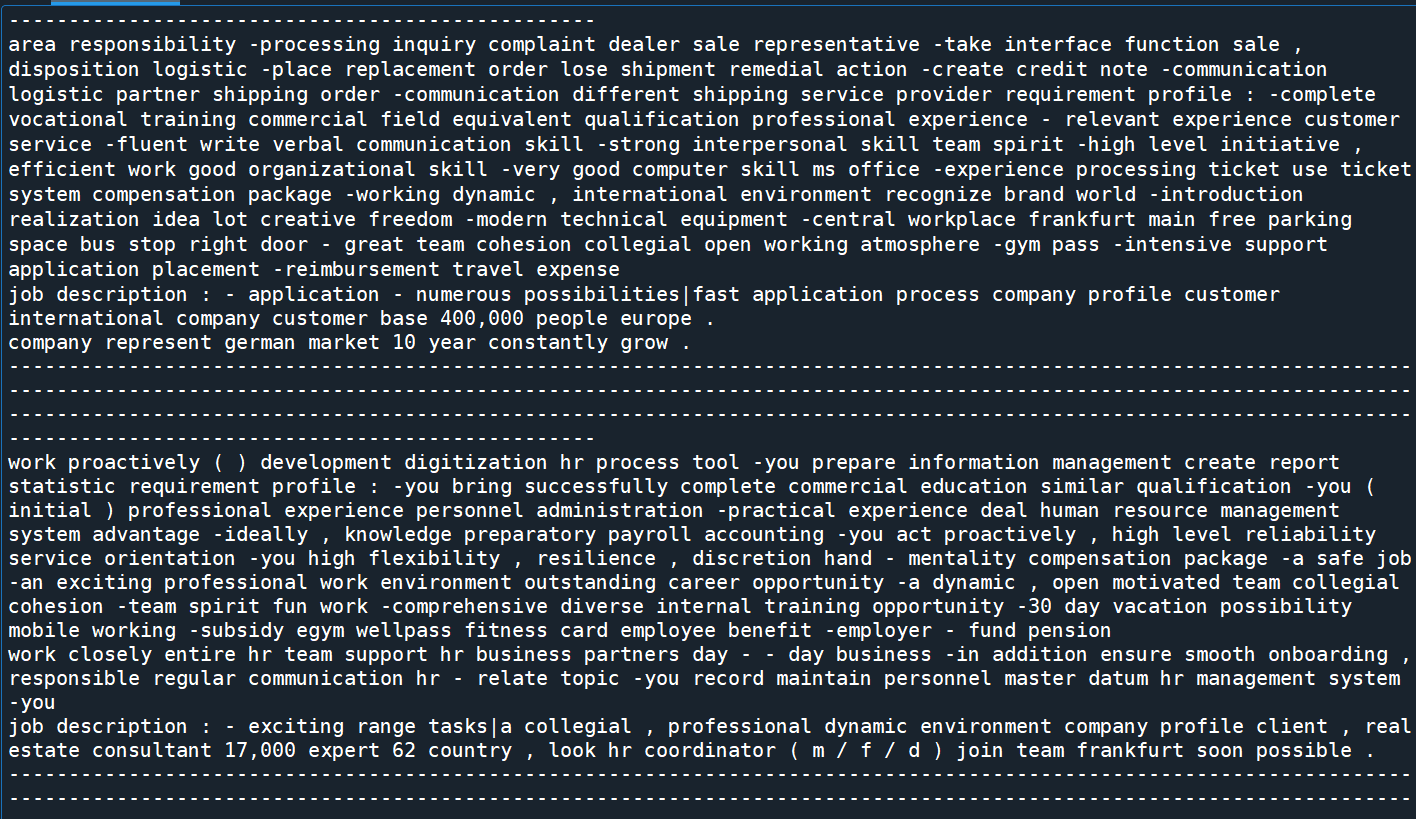 -------------------------------------------------
area responsibility -processing inquiry complaint dealer sale representative -take interface function sale ,
disposition logistic -place replacement order lose shipment remedial action -create credit note -communication
logistic partner shipping order -communication different shipping service provider requirement profile : -complete
vocational training commercial field equivalent qualification professional experience - relevant experience customer
service -fluent write verbal communication skill -strong interpersonal skill team spirit -high level initiative ,
efficient work good organizational skill -very good computer skill ms office -experience processing ticket use ticket
system compensation package -working dynamic , international environment recognize brand world -introduction
realization idea lot creative freedom -modern technical equipment -central workplace frankfurt main free parking
space bus stop right door - great team cohesion collegial open working atmosphere -gym pass -intensive support
application placement -reimbursement travel expense
job description : - application - numerous possibilities|fast application process company profile customer
international company customer base 400,000 people europe .
company represent german market 10 year constantly grow .
---------------------------------------------------------------------------------------------------------------------
---------------------------------------------------------------------------------------------------------------------
---------------------------------------------------------------------------------------------------------------------
-------------------------------------------------
work proactively ( ) development digitization hr process tool -you prepare information management create report
statistic requirement profile : -you bring successfully complete commercial education similar qualification -you (
initial ) professional experience personnel administration -practical experience deal human resource management
system advantage -ideally , knowledge preparatory payroll accounting -you act proactively , high level reliability
service orientation -you high flexibility , resilience , discretion hand - mentality compensation package -a safe job
-an exciting professional work environment outstanding career opportunity -a dynamic , open motivated team collegial
cohesion -team spirit fun work -comprehensive diverse internal training opportunity -30 day vacation possibility
mobile working -subsidy egym wellpass fitness card employee benefit -employer - fund pension
work closely entire hr team support hr business partners day - - day business -in addition ensure smooth onboarding ,
responsible regular communication hr - relate topic -you record maintain personnel master datum hr management system
-you
job description : - exciting range tasks|a collegial , professional dynamic environment company profile client , real
estate consultant 17,000 expert 62 country , look hr coordinator ( m / f / d ) join team frankfurt soon possible .
---------------------------------------------------------------------------------------------------------------------
---------------------------------------------------------------------------------------------------------------------